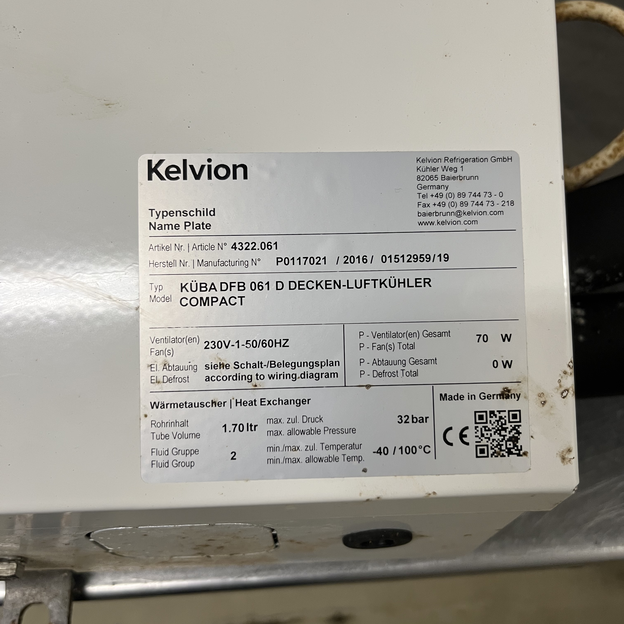 Kelvion
Kelvion Refrigeration GmbH
Kühler Weg 1
82065 Baierbrunn
Germany
Tel +49 (0) 89 744 73 - 0
Fax +49 (0) 89 744 73 - 218
baierbrunn@kelvion.com
www.kelvion.com
Typenschild
Name Plate
Artikel Nr. | Article N° 4322.061
Herstell Nr. | Manufacturing N° P0117021 / 2016/ 01512959/19
Typ
Model
KÜBA DFB 061 D DECKEN-LUFTKÜHLER
COMPACT
Ventilator(en)
Fan(s)
230V-1-50/60HZ
P - Ventilator(en) Gesamt
P - Fan(s) Total
70 W
El. Abtauung
El. Defrost
siehe Schalt-/Belegungsplan
according to wiring.diagram
P - Abtauung Gesamt
P - Defrost Total
0 W
Wärmetauscher | Heat Exchanger
Made in Germany
Rohrinhalt
Tube Volume
1.70 ltr
max. zul. Druck
max. allowable Pressure
32 bar
Fluid Gruppe
Fluid Group
2
min./max. zul. Temperatur
min./max. allowable Temp.
-40 / 100°C
CE